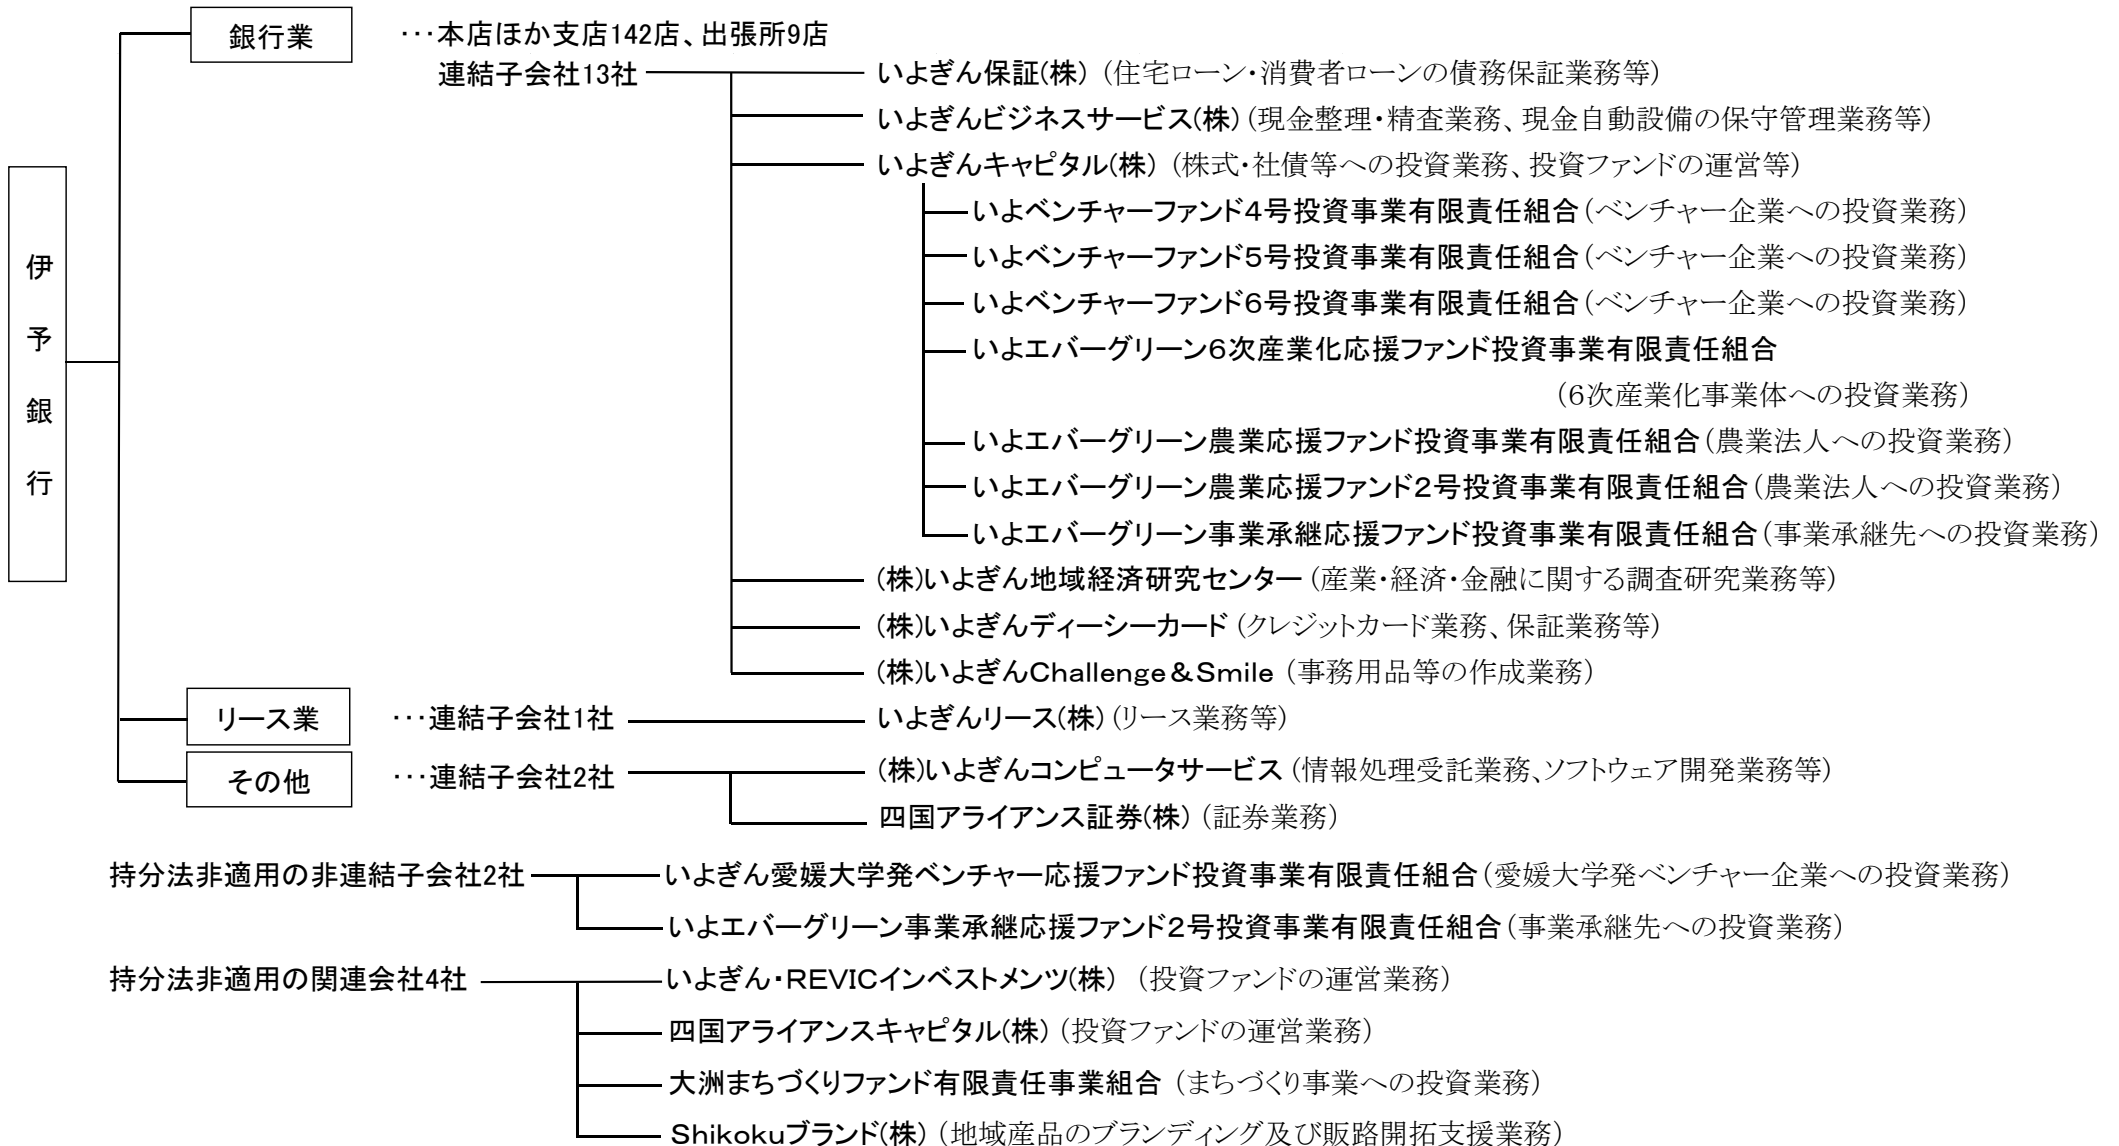 伊予銀行
銀行業 ･･･本店ほか支店142店、出張所9店
連結子会社13社 いよぎん保証(株) (住宅ローン・消費者ローンの債務保証業務等)
いよぎんビジネスサービス(株) (現金整理・精査業務、現金自動設備の保守管理業務等)
いよぎんキャピタル(株) (株式・社債等への投資業務、投資ファンドの運営等)
いよベンチャーファンド4号投資事業有限責任組合(ベンチャー企業への投資業務)
いよベンチャーファンド5号投資事業有限責任組合(ベンチャー企業への投資業務)
いよベンチャーファンド6号投資事業有限責任組合(ベンチャー企業への投資業務)
いよエバーグリーン6次産業化応援ファンド投資事業有限責任組合
(6次産業化事業体への投資業務)
いよエバーグリーン農業応援ファンド投資事業有限責任組合(農業法人への投資業務)
いよエバーグリーン農業応援ファンド2号投資事業有限責任組合(農業法人への投資業務)
いよエバーグリーン事業承継応援ファンド投資事業有限責任組合(事業承継先への投資業務)
(株)いよぎん地域経済研究センター (産業・経済・金融に関する調査研究業務等)
(株)いよぎんディーシーカード (クレジットカード業務、保証業務等)
(株)いよぎんChallenge&Smile (事務用品等の作成業務)
リース業 ･･･連結子会社1社 いよぎんリース(株) (リース業務等)
その他 ･･･連結子会社2社 (株)いよぎんコンピュータサービス (情報処理受託業務、ソフトウェア開発業務等)
四国アライアンス証券(株) (証券業務)
持分法非適用の非連結子会社2社 いよぎん愛媛大学発ベンチャー応援ファンド投資事業有限責任組合(愛媛大学発ベンチャー企業への投資業務)
いよエバーグリーン事業承継応援ファンド2号投資事業有限責任組合(事業承継先への投資業務)
持分法非適用の関連会社4社 いよぎん・REVICインベストメンツ(株) (投資ファンドの運営業務)
四国アライアンスキャピタル(株) (投資ファンドの運営業務)
大洲まちづくりファンド有限責任事業組合 (まちづくり事業への投資業務)
Shikokuブランド(株) (地域産品のブランディング及び販路開拓支援業務)